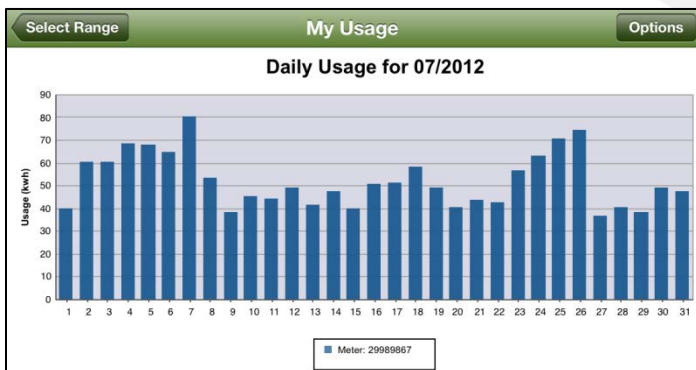 Select Range My Usage Options
Daily Usage for 07/2012
90
80
70
60
50
40
30
20
10
0
Usage (kwh)
1 2 3 4 5 6 7 8 9 10 11 12 13 14 15 16 17 18 19 20 21 22 23 24 25 26 27 28 29 30 31
Meter: 29989867